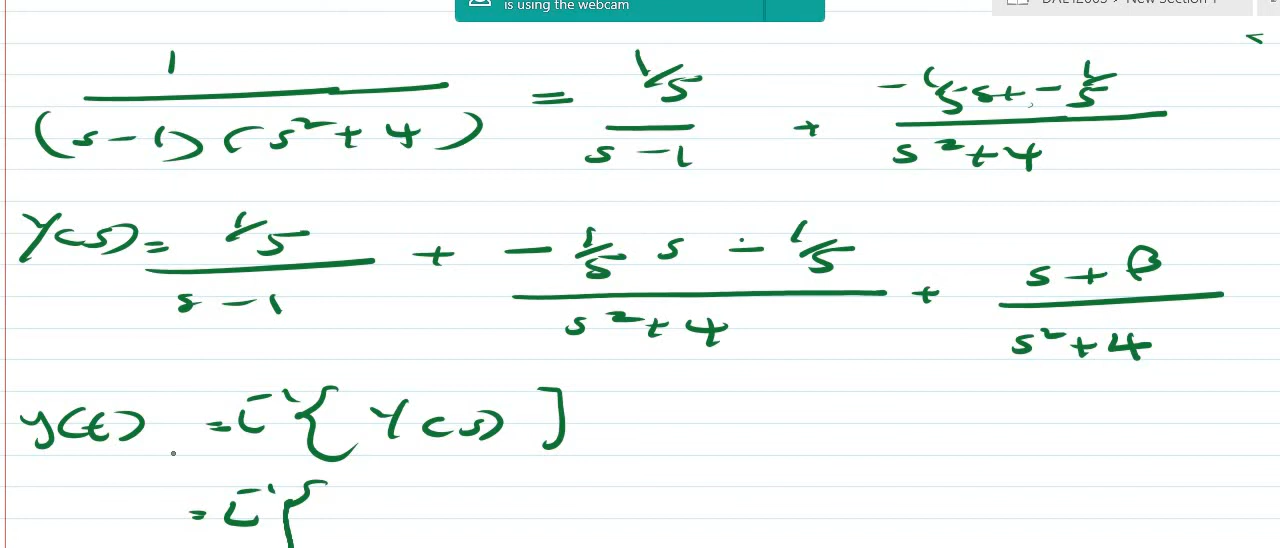 is using the webcam
1 / (s-1)(s²+4) = 1/5 / s-1 + -1/5 s + -1/5 / s²+4
Y(s) = 1/5 / s-1 + -1/5 s - 1/5 / s²+4 + s+β / s²+4
y(t) = L⁻¹{ Y(s) ]
= L⁻¹{